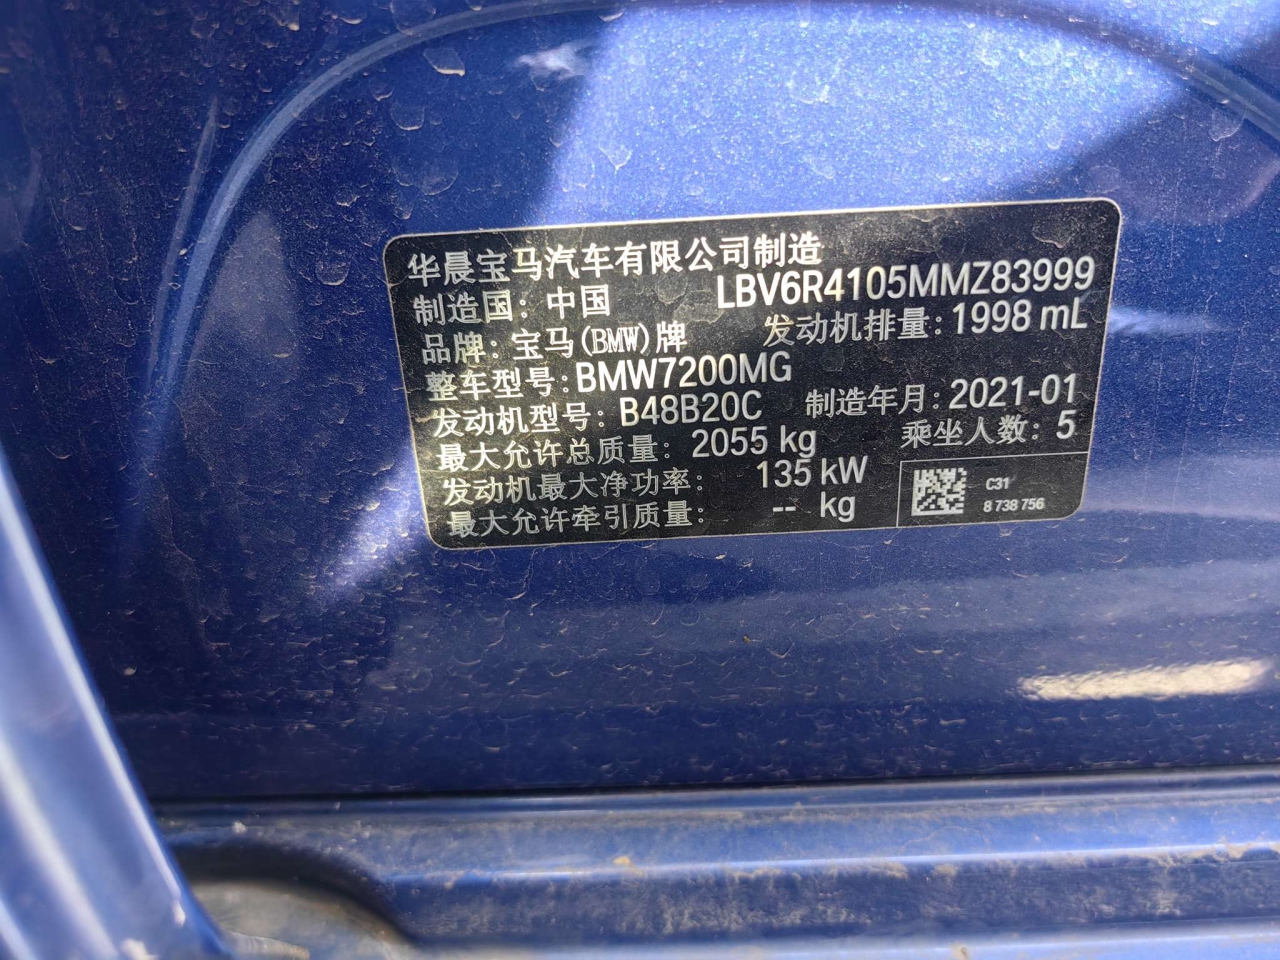 华晨宝马汽车有限公司制造
制造国：中国 LBV6R4105MMZ83999
品牌：宝马(BMW)牌 发动机排量：1998 mL
整车型号：BMW7200MG
发动机型号：B48B20C 制造年月：2021-01
最大允许总质量：2055 kg 乘坐人数：5
发动机最大净功率：135 kW
最大允许牵引质量：-- kg
C31
8 738 756